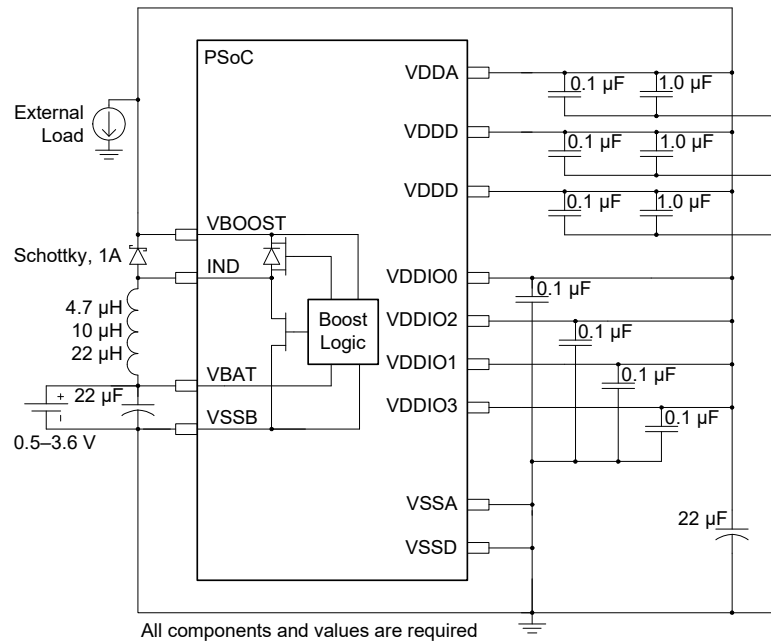 PSoC
VDDA
0.1 µF
1.0 µF
External
Load
VDDD
0.1 µF
1.0 µF
VDDD
0.1 µF
1.0 µF
VBOOST
Schottky, 1A
IND
VDDIO0
0.1 µF
4.7 µH
10 µH
22 µH
Boost
Logic
VDDIO2
0.1 µF
VDDIO1
0.1 µF
VBAT
22 µF
+
VDDIO3
0.1 µF
VSSB
0.5–3.6 V
VSSA
22 µF
VSSD
All components and values are required